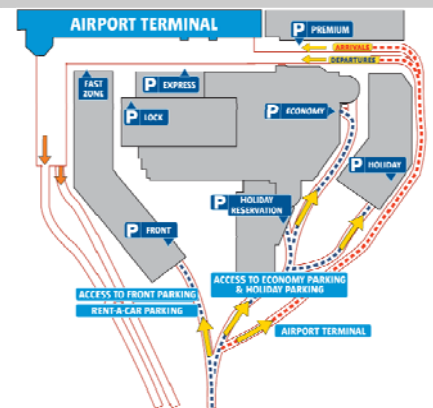 AIRPORT TERMINAL
P PREMIUM
ARRIVALS
DEPARTURES
FAST
ZONE
P EXPRESS
P LOCK
P ECONOMY
P HOLIDAY
P HOLIDAY
RESERVATION
P FRONT
ACCESS TO ECONOMY PARKING
& HOLIDAY PARKING
ACCESS TO FRONT PARKING
RENT-A-CAR PARKING
AIRPORT TERMINAL